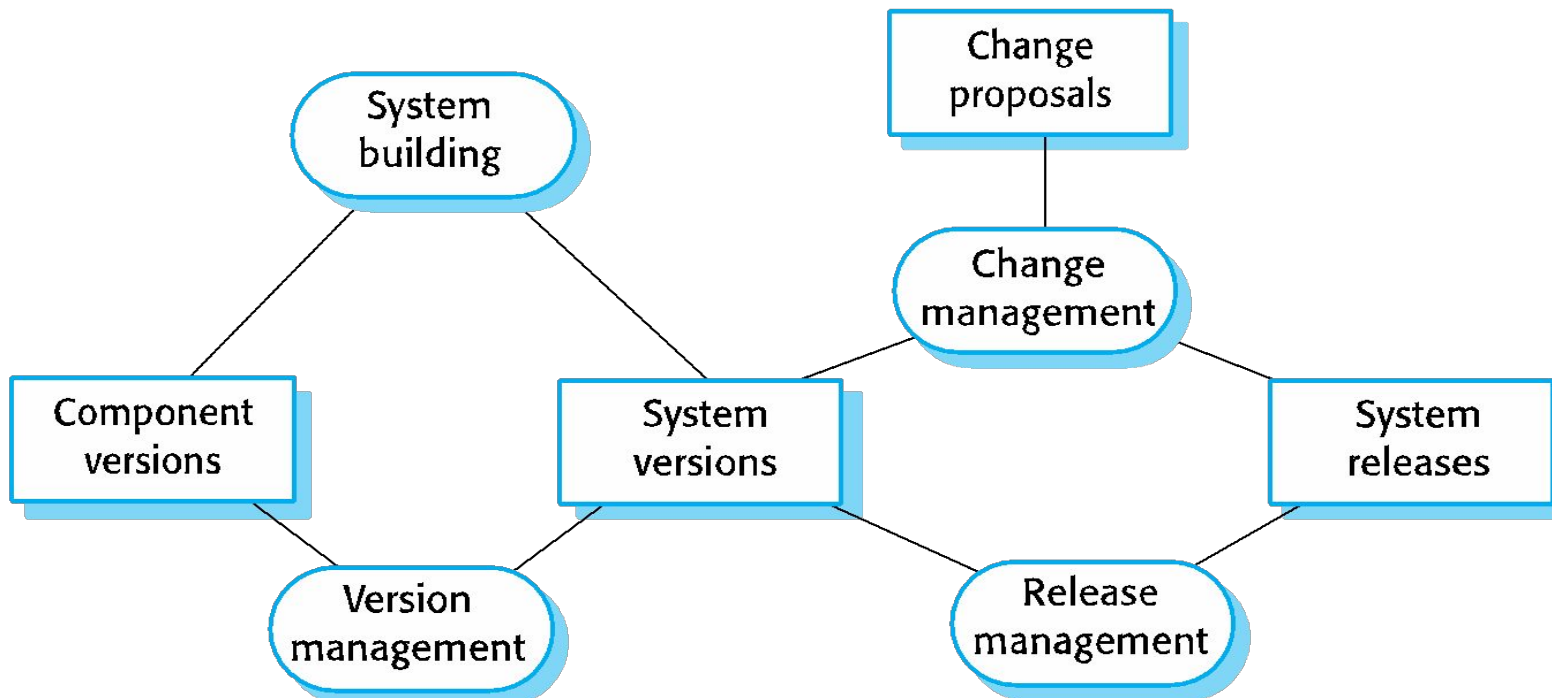 Change
proposals
System
building
Change
management
Component
versions
System
versions
System
releases
Version
management
Release
management